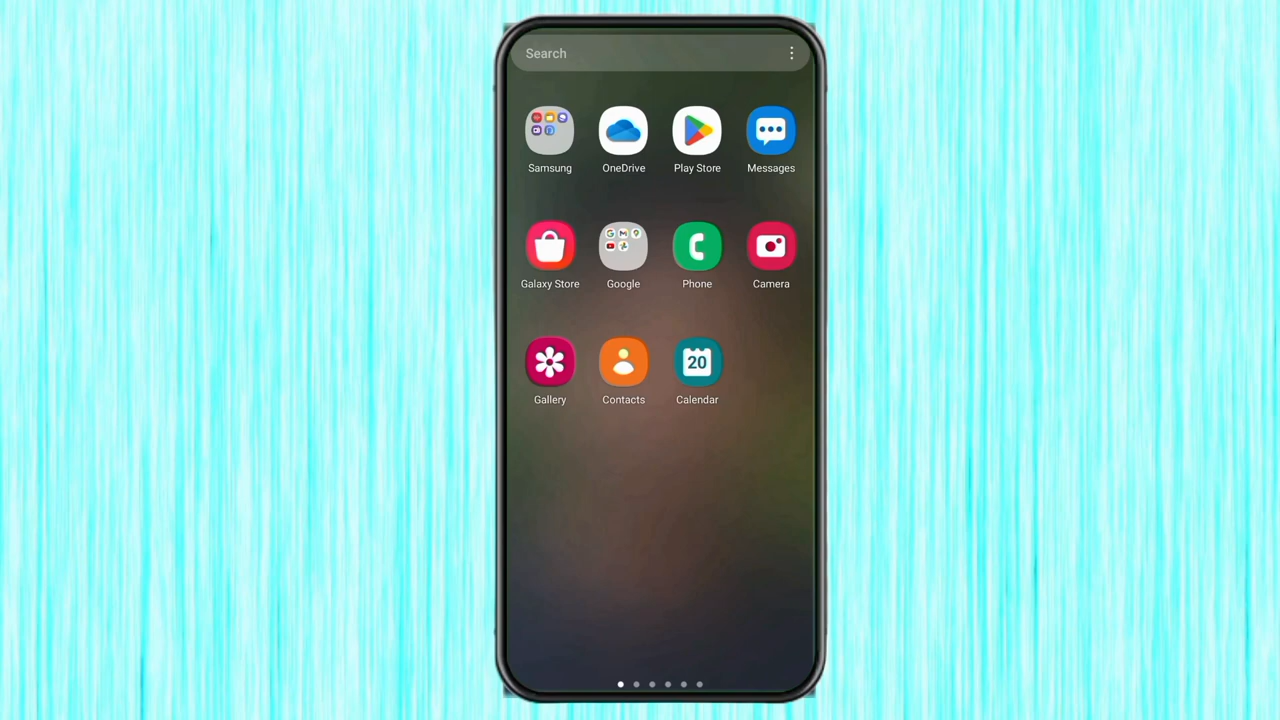 Search
Samsung OneDrive Play Store Messages
Galaxy Store Google Phone Camera
20
Gallery Contacts Calendar